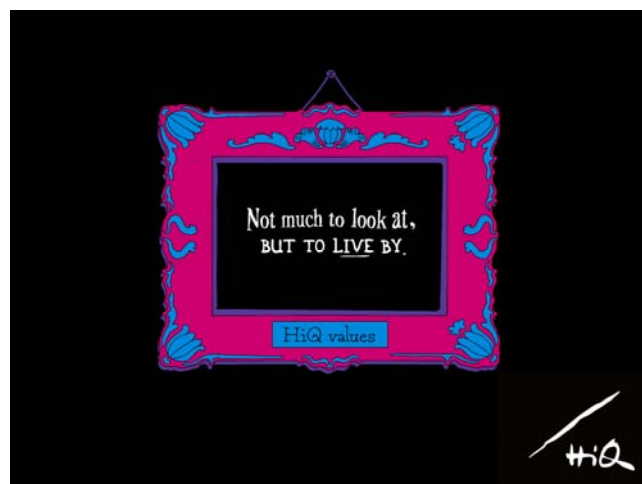 Not much to look at,
BUT TO LIVE BY.
HiQ values
HiQ